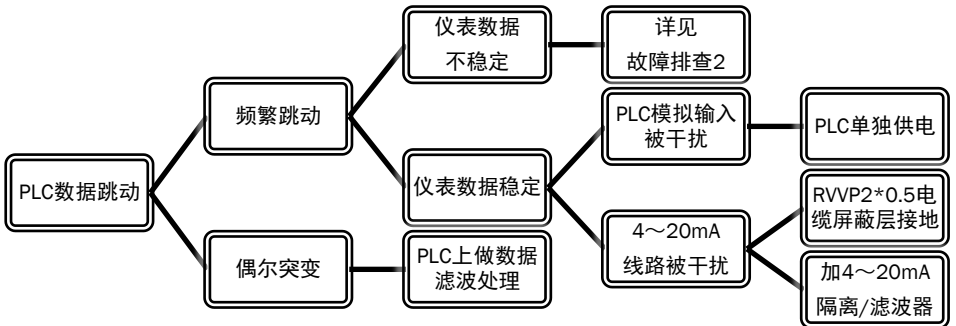 PLC数据跳动
频繁跳动
偶尔突变
仪表数据
不稳定
仪表数据稳定
PLC上做数据
滤波处理
详见
故障排查2
PLC模拟输入
被干扰
4～20mA
线路被干扰
PLC单独供电
RVVP2*0.5电
缆屏蔽层接地
加4～20mA
隔离/滤波器